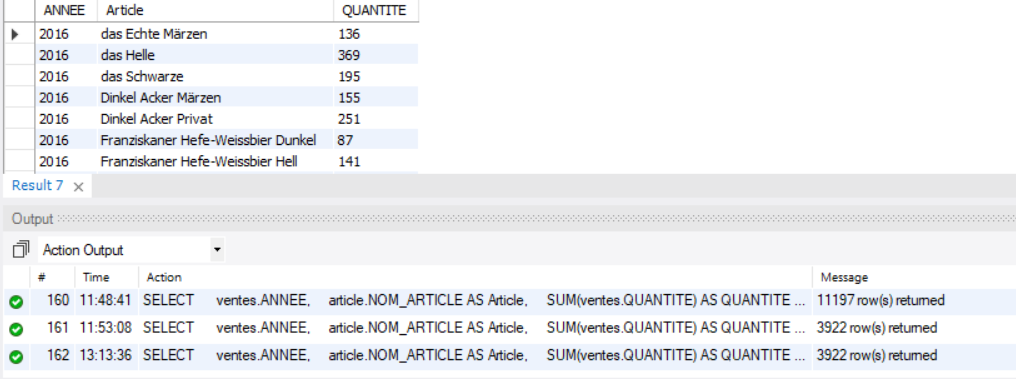 ANNEE Article QUANTITE
2016 das Echte Märzen 136
2016 das Helle 369
2016 das Schwarze 195
2016 Dinkel Acker Märzen 155
2016 Dinkel Acker Privat 251
2016 Franziskaner Hefe-Weissbier Dunkel 87
2016 Franziskaner Hefe-Weissbier Hell 141
Result 7
Output
Action Output
# Time Action Message
160 11:48:41 SELECT ventes.ANNEE, article.NOM_ARTICLE AS Article, SUM(ventes.QUANTITE) AS QUANTITE ... 11197 row(s) returned
161 11:53:08 SELECT ventes.ANNEE, article.NOM_ARTICLE AS Article, SUM(ventes.QUANTITE) AS QUANTITE ... 3922 row(s) returned
162 13:13:36 SELECT ventes.ANNEE, article.NOM_ARTICLE AS Article, SUM(ventes.QUANTITE) AS QUANTITE ... 3922 row(s) returned